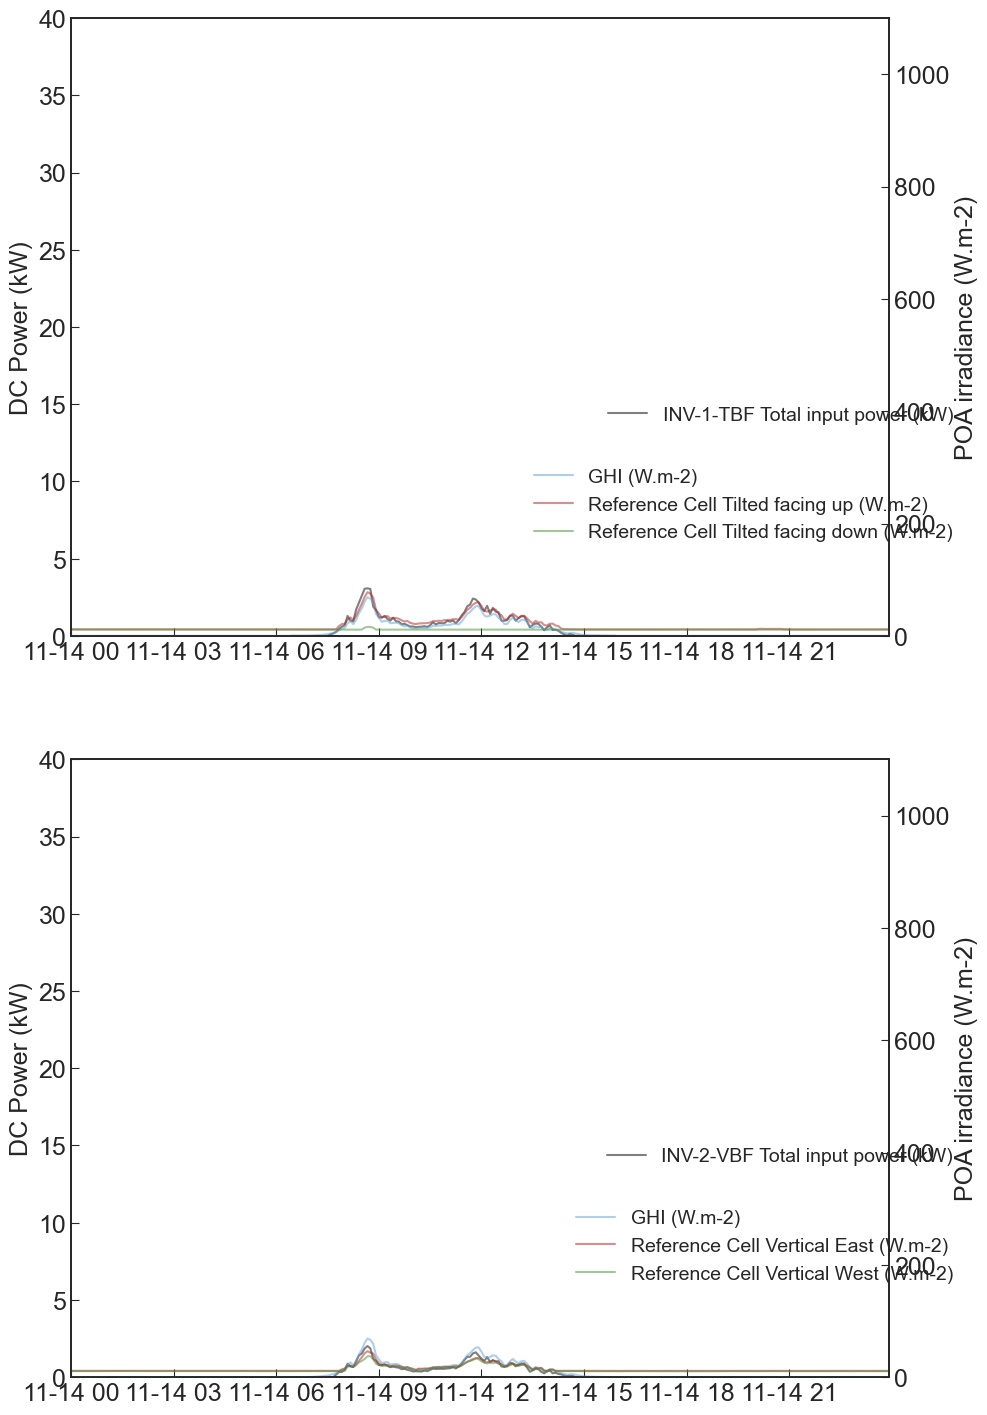 40
35
30
25
20
15
10
5
0
DC Power (kW)
1000
800
600
400
200
0
POA irradiance (W.m-2)
INV-1-TBF Total input power (kW)
GHI (W.m-2)
Reference Cell Tilted facing up (W.m-2)
Reference Cell Tilted facing down (W.m-2)
11-14 00 11-14 03 11-14 06 11-14 09 11-14 12 11-14 15 11-14 18 11-14 21
40
35
30
25
20
15
10
5
0
DC Power (kW)
1000
800
600
400
200
0
POA irradiance (W.m-2)
INV-2-VBF Total input power (kW)
GHI (W.m-2)
Reference Cell Vertical East (W.m-2)
Reference Cell Vertical West (W.m-2)
11-14 00 11-14 03 11-14 06 11-14 09 11-14 12 11-14 15 11-14 18 11-14 21